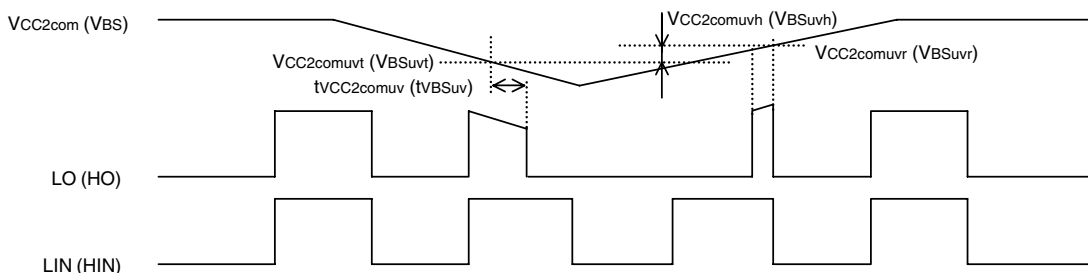 VCC2com (VBS)
VCC2comuvh (VBSuvh)
VCC2comuvt (VBSuvt)
VCC2comuvr (VBSuvr)
tVCC2comuv (tVBSuv)
LO (HO)
LIN (HIN)